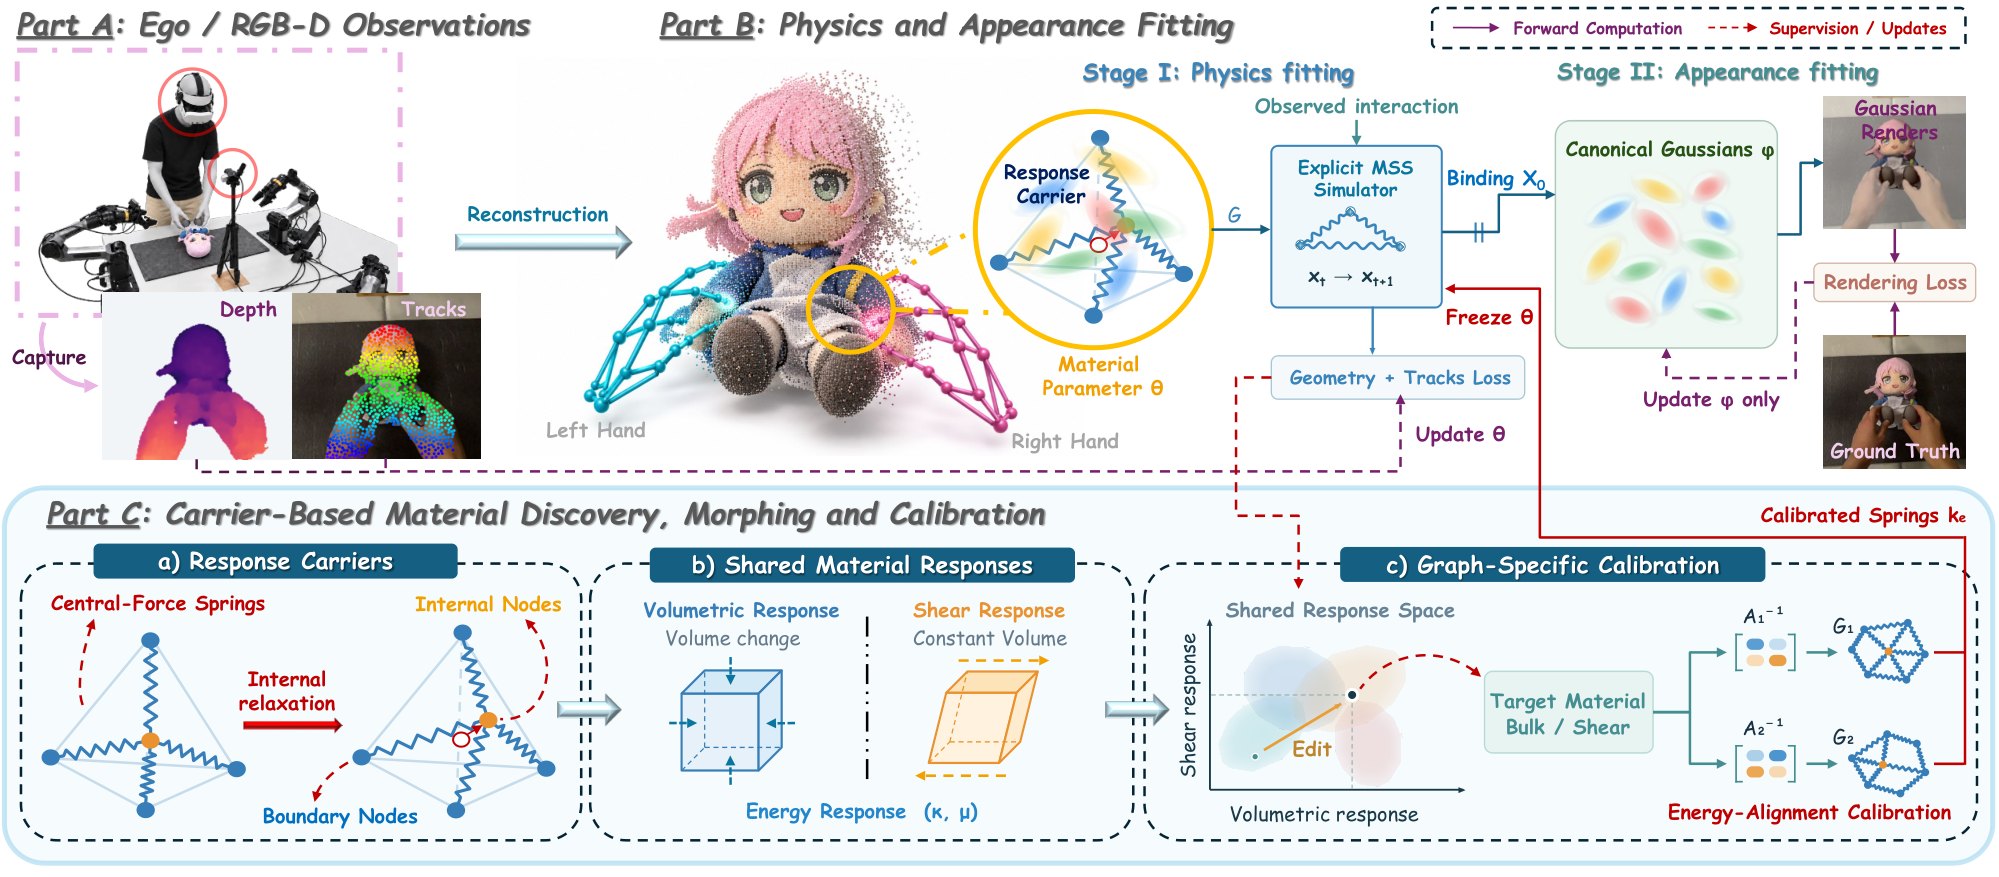 Part A: Ego / RGB-D Observations
Capture
Depth
Tracks
Reconstruction
Part B: Physics and Appearance Fitting
Forward Computation
Supervision / Updates
Left Hand
Right Hand
Response
Carrier
Material
Parameter θ
Stage I: Physics fitting
Observed interaction
G
Explicit MSS
Simulator
xₜ → xₜ₊₁
Binding X₀
Freeze θ
Geometry + Tracks Loss
Update θ
Stage II: Appearance fitting
Canonical Gaussians φ
Gaussian
Renders
Rendering Loss
Update φ only
Ground Truth
Part C: Carrier-Based Material Discovery, Morphing and Calibration
a) Response Carriers
Central-Force Springs
Internal Nodes
Internal
relaxation
Boundary Nodes
b) Shared Material Responses
Volumetric Response
Volume change
Shear Response
Constant Volume
Energy Response (κ, μ)
c) Graph-Specific Calibration
Calibrated Springs kₑ
Shared Response Space
Shear response
Volumetric response
Edit
Target Material
Bulk / Shear
A₁⁻¹
G₁
A₂⁻¹
G₂
Energy-Alignment Calibration